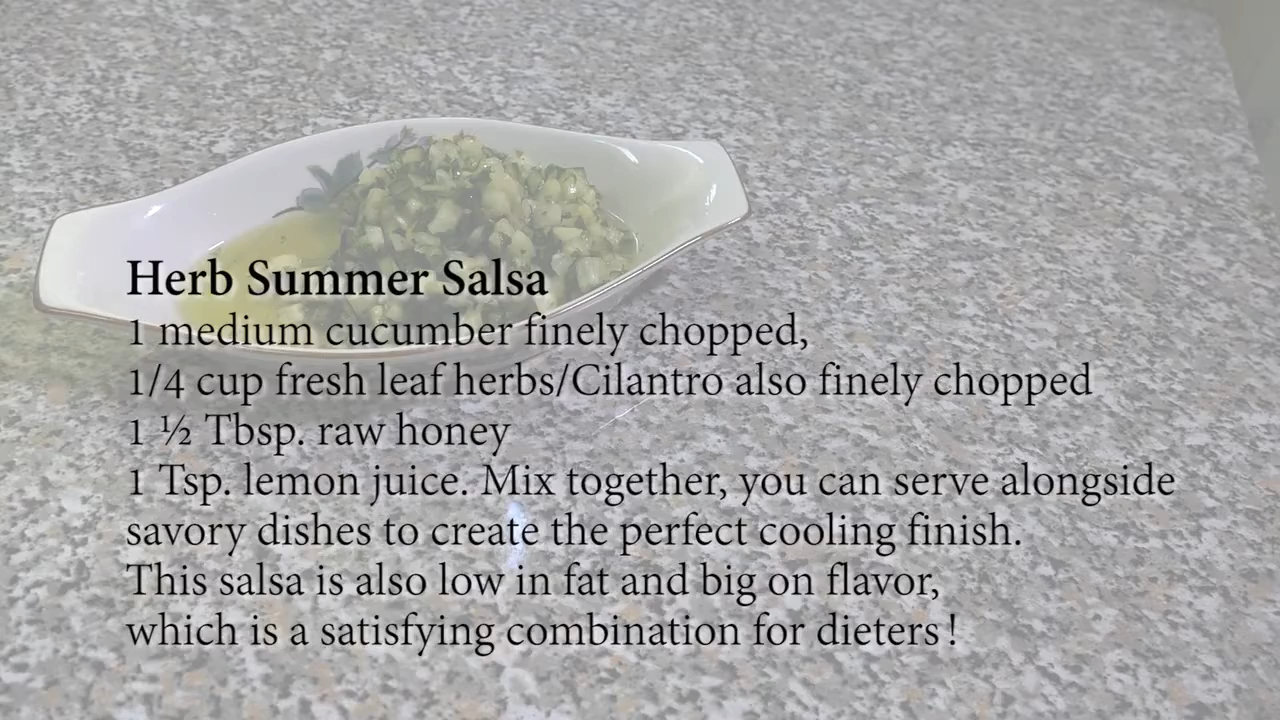 Herb Summer Salsa
1 medium cucumber finely chopped,
1/4 cup fresh leaf herbs/Cilantro also finely chopped
1 ½ Tbsp. raw honey
1 Tsp. lemon juice. Mix together, you can serve alongside
savory dishes to create the perfect cooling finish.
This salsa is also low in fat and big on flavor,
which is a satisfying combination for dieters !